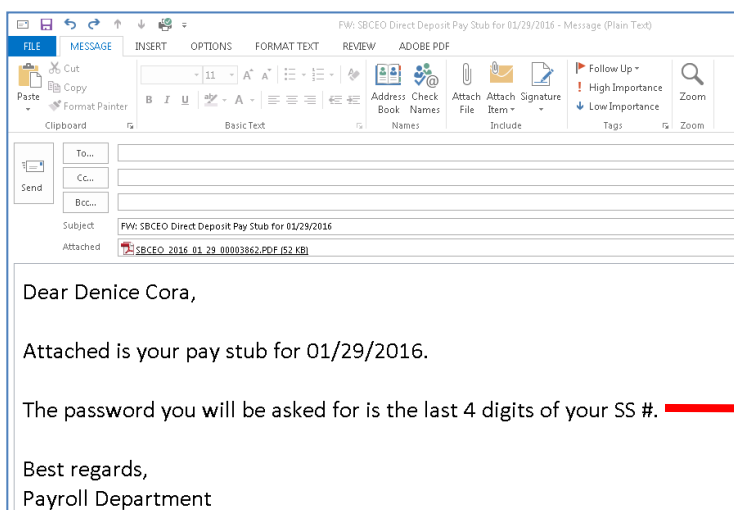 FW: SBCEO Direct Deposit Pay Stub for 01/29/2016 - Message (Plain Text)
FILE MESSAGE INSERT OPTIONS FORMAT TEXT REVIEW ADOBE PDF
Paste
Cut
Copy
Format Painter
Clipboard
11 A A
B I U ab A
Basic Text
Address Book
Check Names
Names
Attach File
Attach Item
Signature
Include
Follow Up
High Importance
Low Importance
Tags
Zoom
Zoom
Send
To...
Cc...
Bcc...
Subject FW: SBCEO Direct Deposit Pay Stub for 01/29/2016
Attached SBCEO 2016 01 29 00003862.PDF (52 KB)
Dear Denice Cora,
Attached is your pay stub for 01/29/2016.
The password you will be asked for is the last 4 digits of your SS #.
Best regards,
Payroll Department